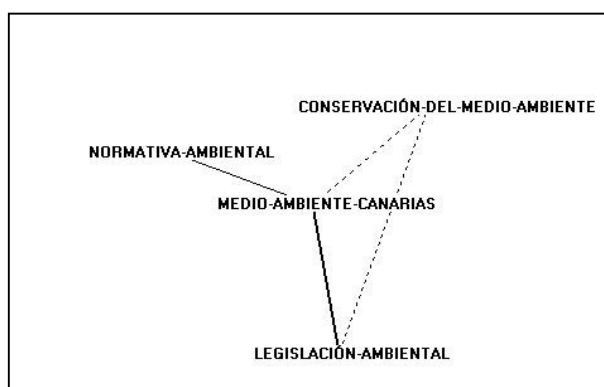 CONSERVACIÓN-DEL-MEDIO-AMBIENTE
NORMATIVA-AMBIENTAL
MEDIO-AMBIENTE-CANARIAS
LEGISLACIÓN-AMBIENTAL